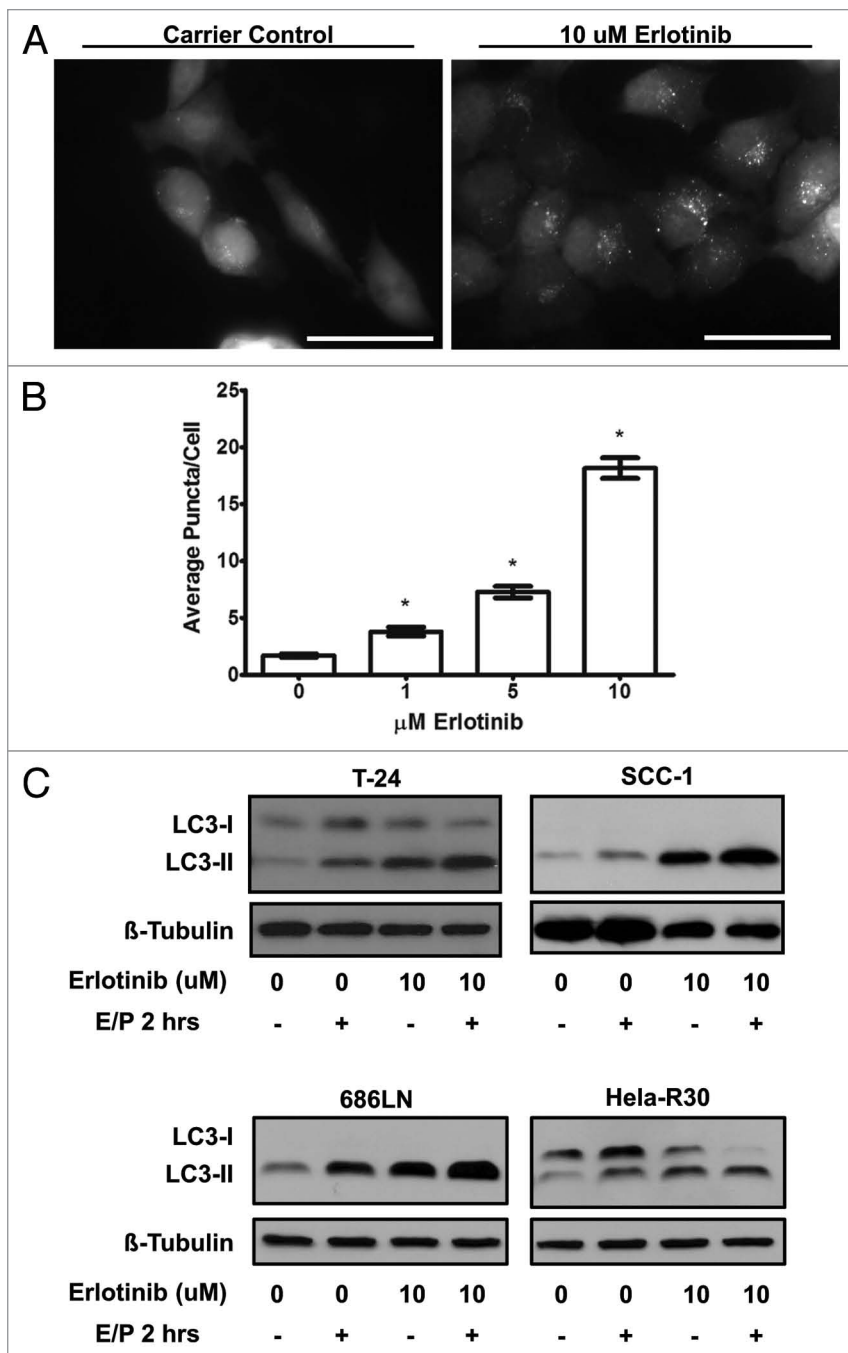 A
Carrier Control 10 uM Erlotinib
B
25
20
15
10
5
0
Average Puncta/Cell
* * *
0 1 5 10
µM Erlotinib
C
T-24 SCC-1
LC3-I
LC3-II
ß-Tubulin
Erlotinib (uM) 0 0 10 10 0 0 10 10
E/P 2 hrs - + - + - + - +
686LN Hela-R30
LC3-I
LC3-II
ß-Tubulin
Erlotinib (uM) 0 0 10 10 0 0 10 10
E/P 2 hrs - + - + - + - +